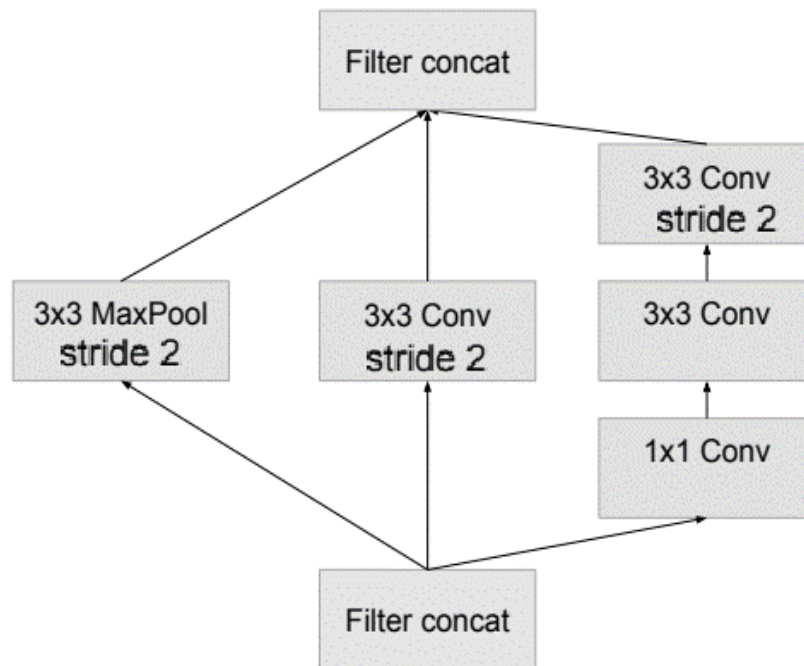 Filter concat
3x3 Conv
stride 2
3x3 MaxPool
stride 2
3x3 Conv
stride 2
3x3 Conv
1x1 Conv
Filter concat